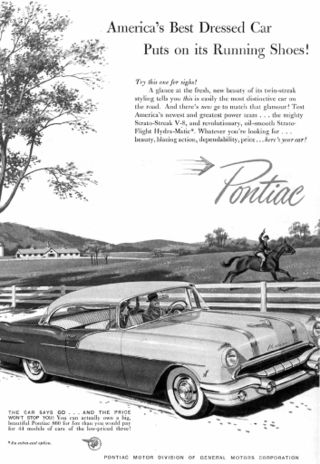 America's Best Dressed Car
Puts on its Running Shoes!
Try this one for sighs!
A glance at the fresh, new beauty of its twin-streak
styling tells you this is easily the most distinctive car on
the road. And there's new go to match that glamour! Test
America's newest and greatest power team . . . the mighty
Strato-Streak V-8, and revolutionary, oil-smooth Strato-
Flight Hydra-Matic*. Whatever you're looking for . . .
beauty, blazing action, dependability, price . . . here's your car!
Pontiac
THE CAR SAYS GO . . . AND THE PRICE
WON'T STOP YOU! You can actually own a big,
beautiful Pontiac 860 for less than you would pay
for 43 models of cars of the low-priced three!
*An extra-cost option.
PONTIAC MOTOR DIVISION OF GENERAL MOTORS CORPORATION